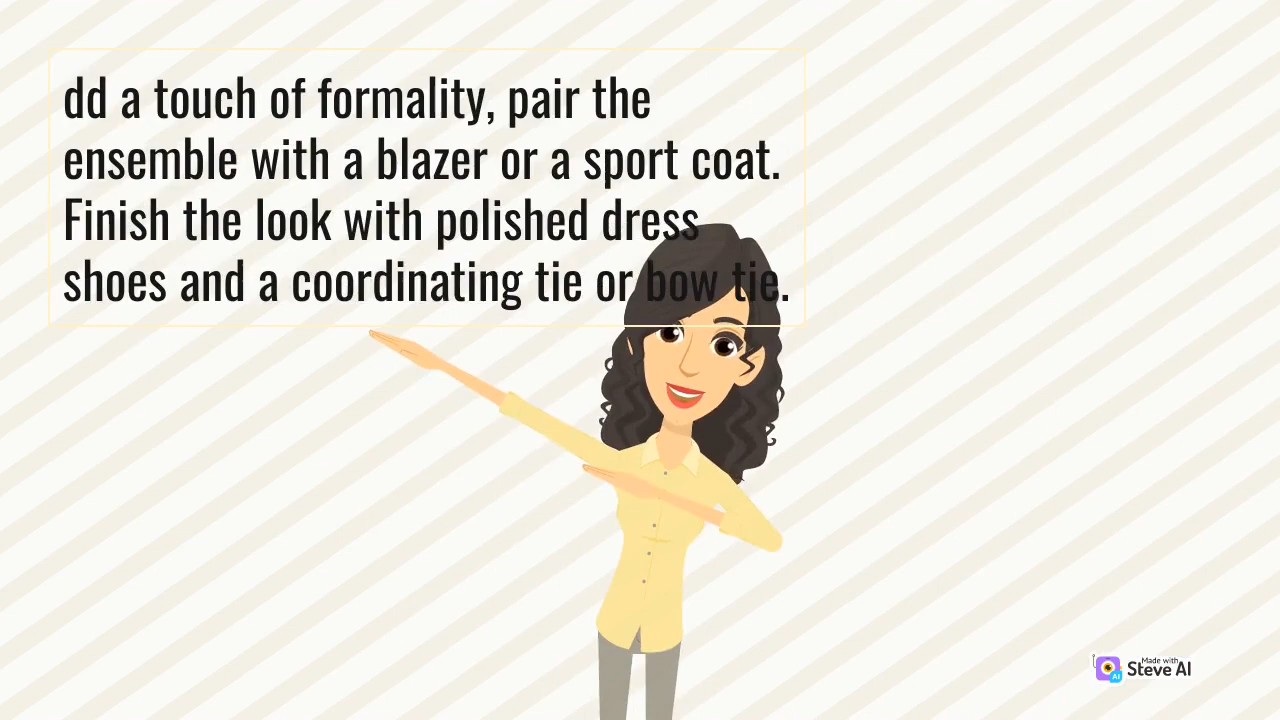 dd a touch of formality, pair the
ensemble with a blazer or a sport coat.
Finish the look with polished dress
shoes and a coordinating tie or bow tie.
Made with
Steve AI
AI